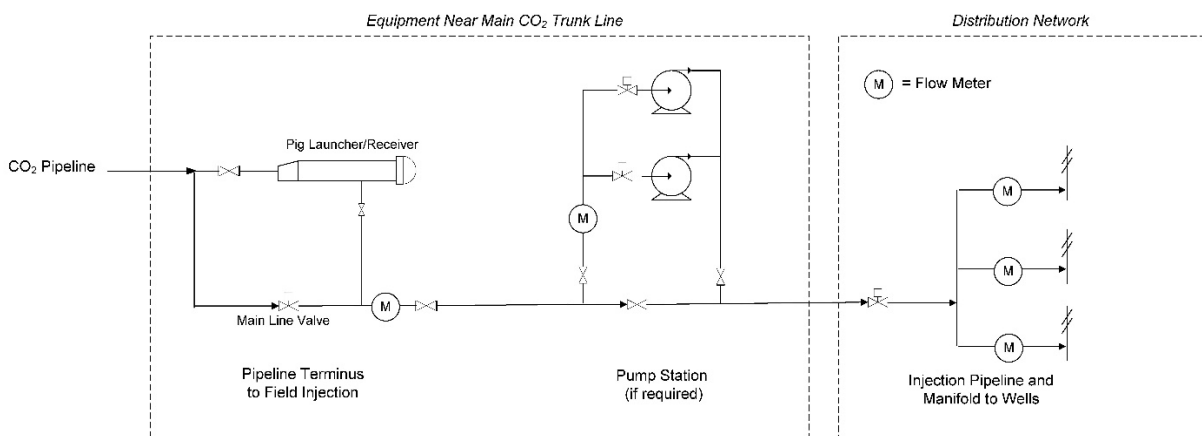 Equipment Near Main CO₂ Trunk Line
Distribution Network
M
= Flow Meter
Pig Launcher/Receiver
CO₂ Pipeline
M
M
M
M
Main Line Valve
M
Pipeline Terminus
to Field Injection
Pump Station
(if required)
Injection Pipeline and
Manifold to Wells